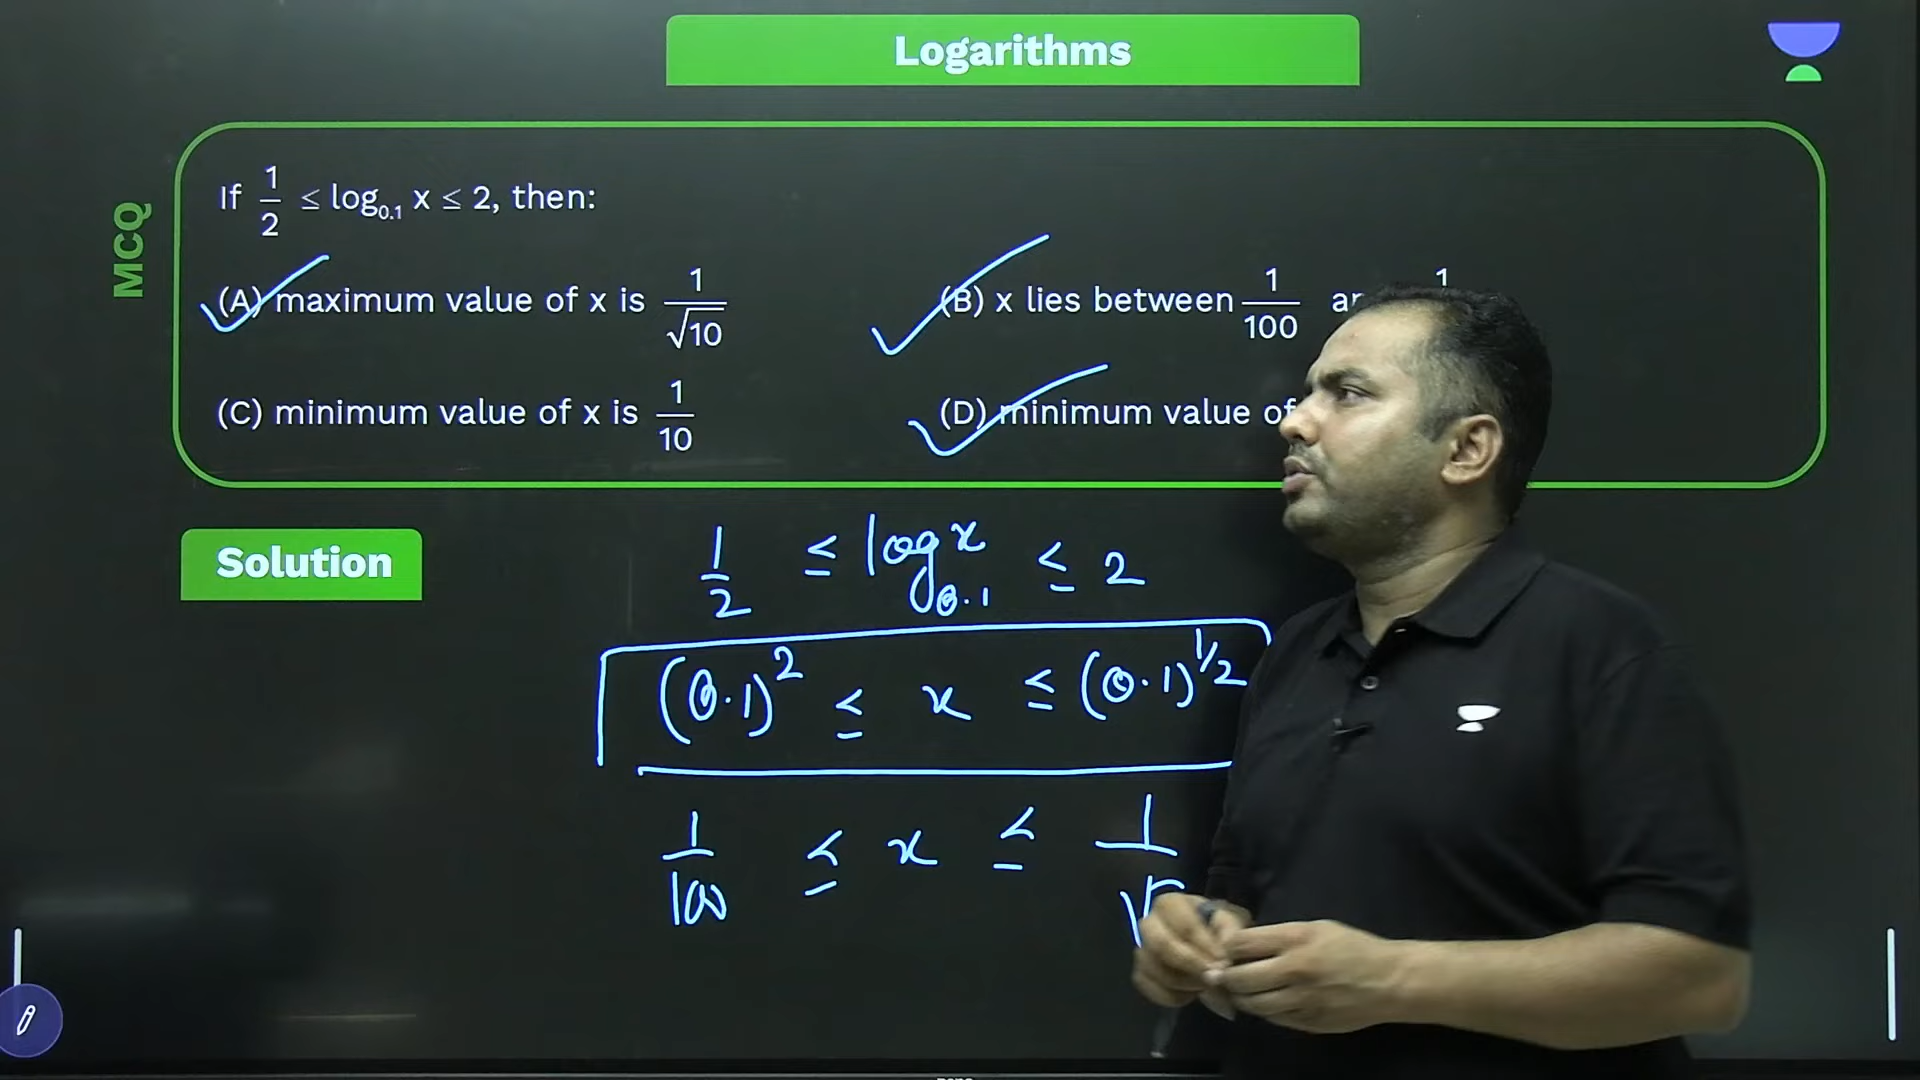 Logarithms
MCQ
If 1/2 ≤ log₀.₁ x ≤ 2, then:
(A) maximum value of x is 1/√10
(B) x lies between 1/100
(C) minimum value of x is 1/10
(D) minimum value of
Solution
1/2 ≤ log₀.₁ x ≤ 2
(0.1)² ≤ x ≤ (0.1)^1/2
1/100 ≤ x ≤ 1/√